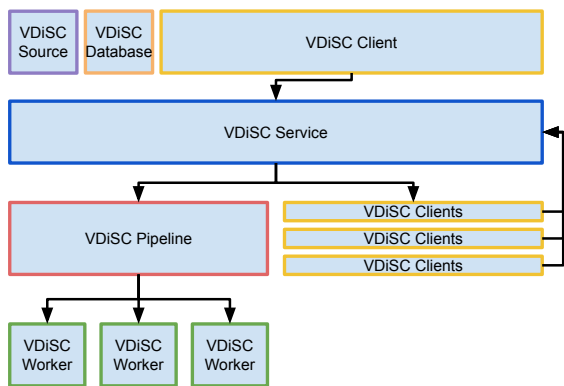 VDiSC
Source
VDiSC
Database
VDiSC Client
VDiSC Service
VDiSC Pipeline
VDiSC Clients
VDiSC Clients
VDiSC Clients
VDiSC
Worker
VDiSC
Worker
VDiSC
Worker